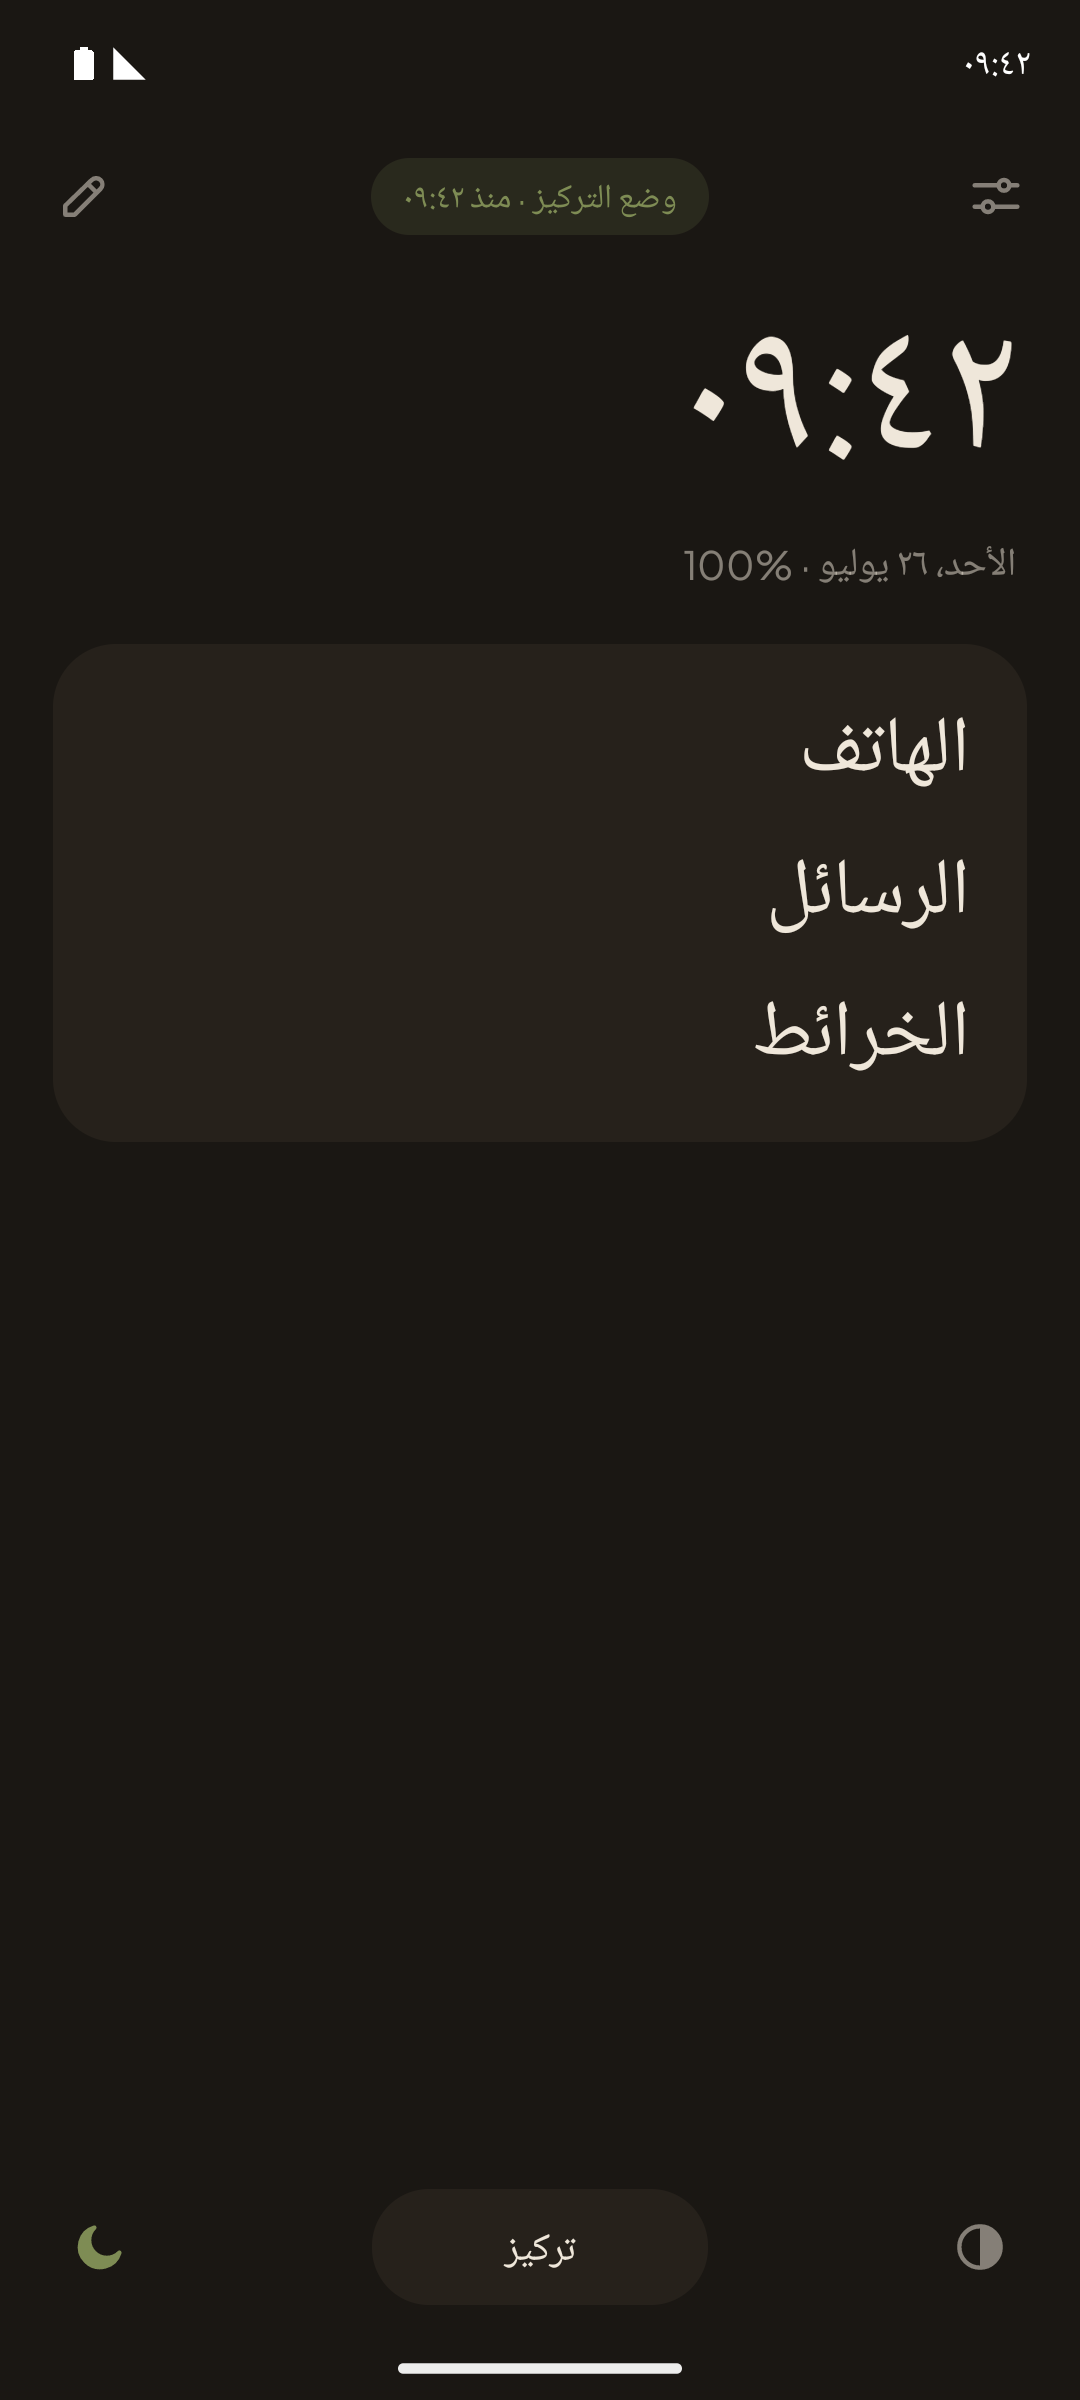 ٠٩:٤٢
وضع التركيز · منذ ٠٩:٤٢
٠٩:٤٢
الأحد، ٢٦ يوليو · 100%
الهاتف
الرسائل
الخرائط
تركيز